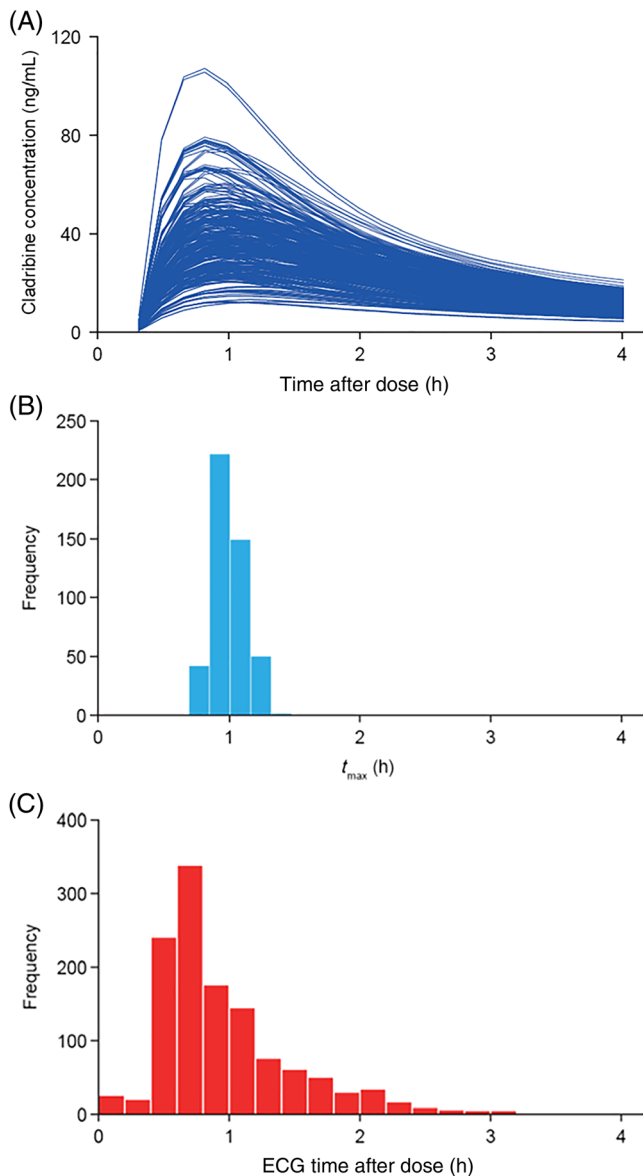 (A)
120
80
40
0
Cladribine concentration (ng/mL)
0 1 2 3 4
Time after dose (h)
(B)
250
200
150
100
50
0
Frequency
0 1 2 3 4
tmax (h)
(C)
400
300
200
100
0
Frequency
0 1 2 3 4
ECG time after dose (h)